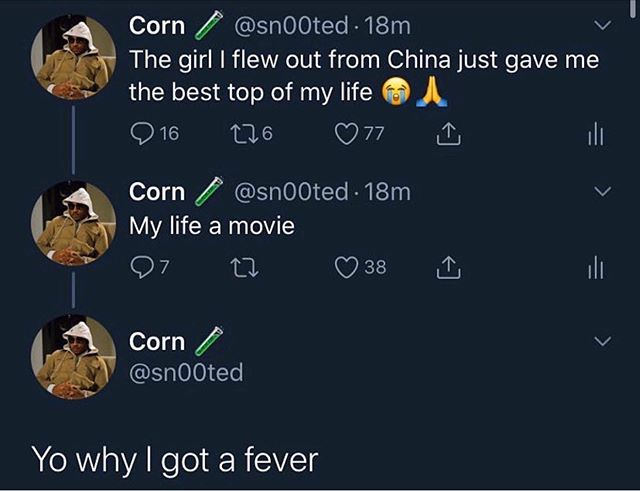 Corn 🧪 @sn00ted · 18m
The girl I flew out from China just gave me
the best top of my life 😭🙏
16 6 77
Corn 🧪 @sn00ted · 18m
My life a movie
7 38
Corn 🧪
@sn00ted
Yo why I got a fever